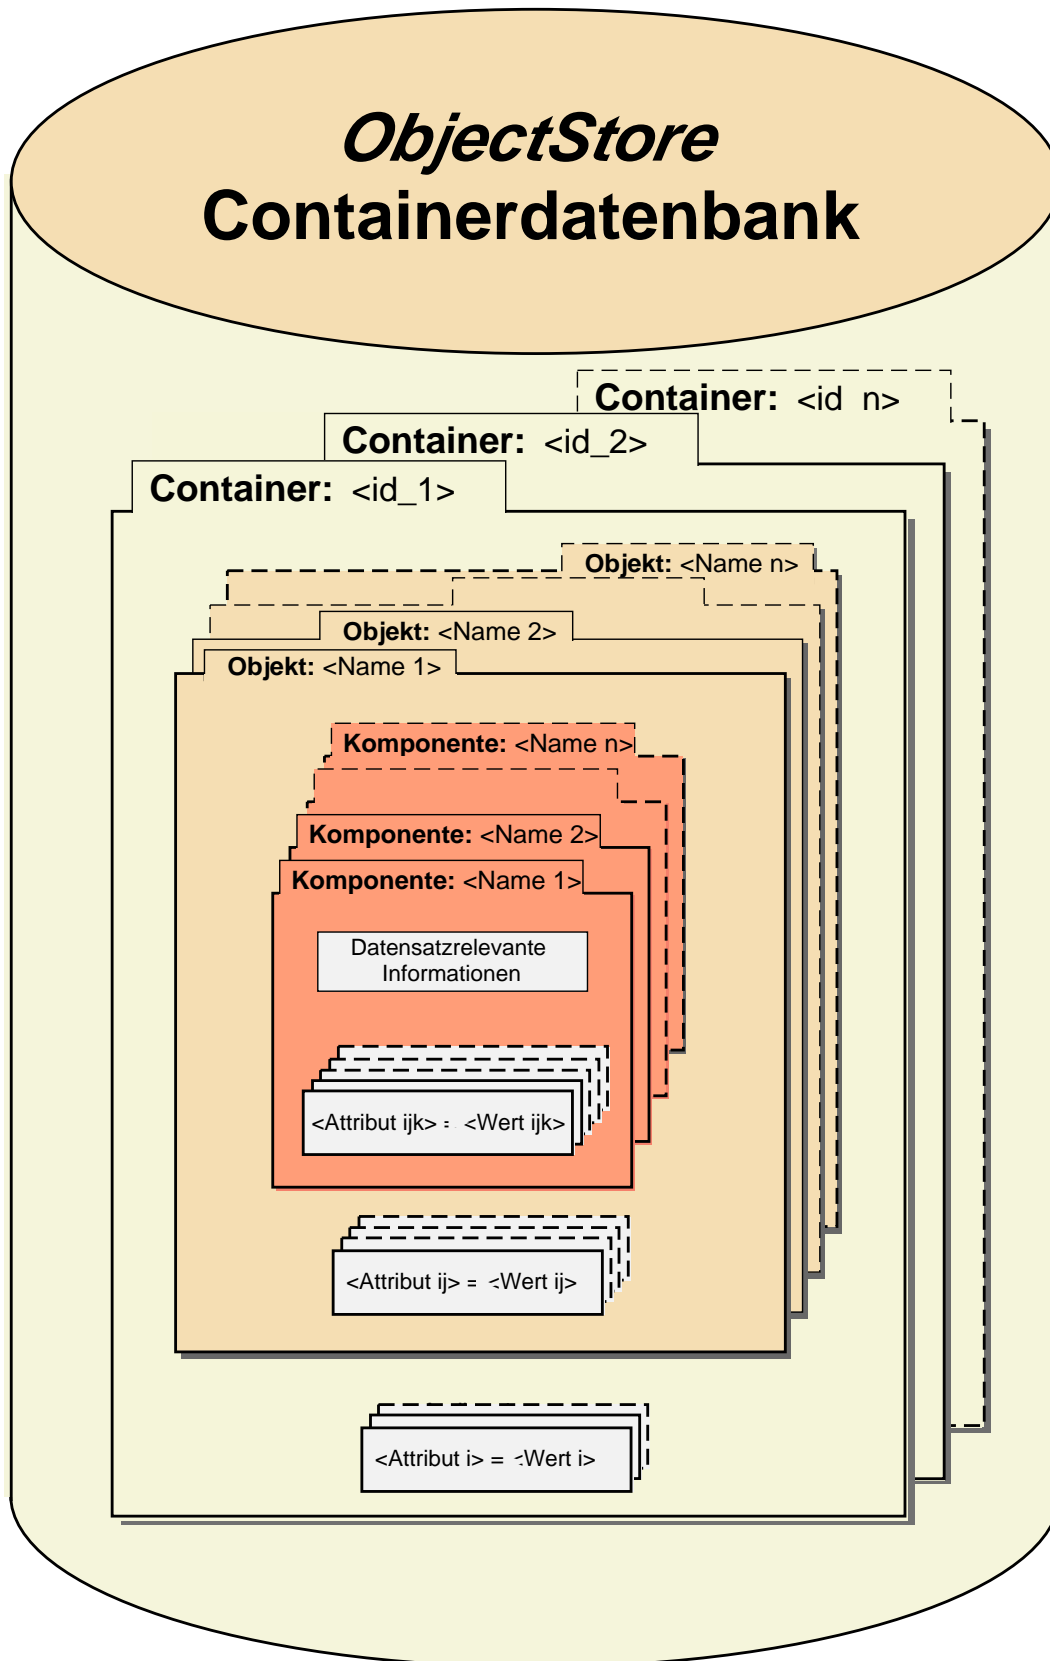 ObjectStore
Containerdatenbank
Container: <id n>
Container: <id_2>
Container: <id_1>
Objekt: <Name n>
Objekt: <Name 2>
Objekt: <Name 1>
Komponente: <Name n>
Komponente: <Name 2>
Komponente: <Name 1>
Datensatzrelevante
Informationen
<Attribut ijk> = <Wert ijk>
<Attribut ij> = <Wert ij>
<Attribut i> = <Wert i>